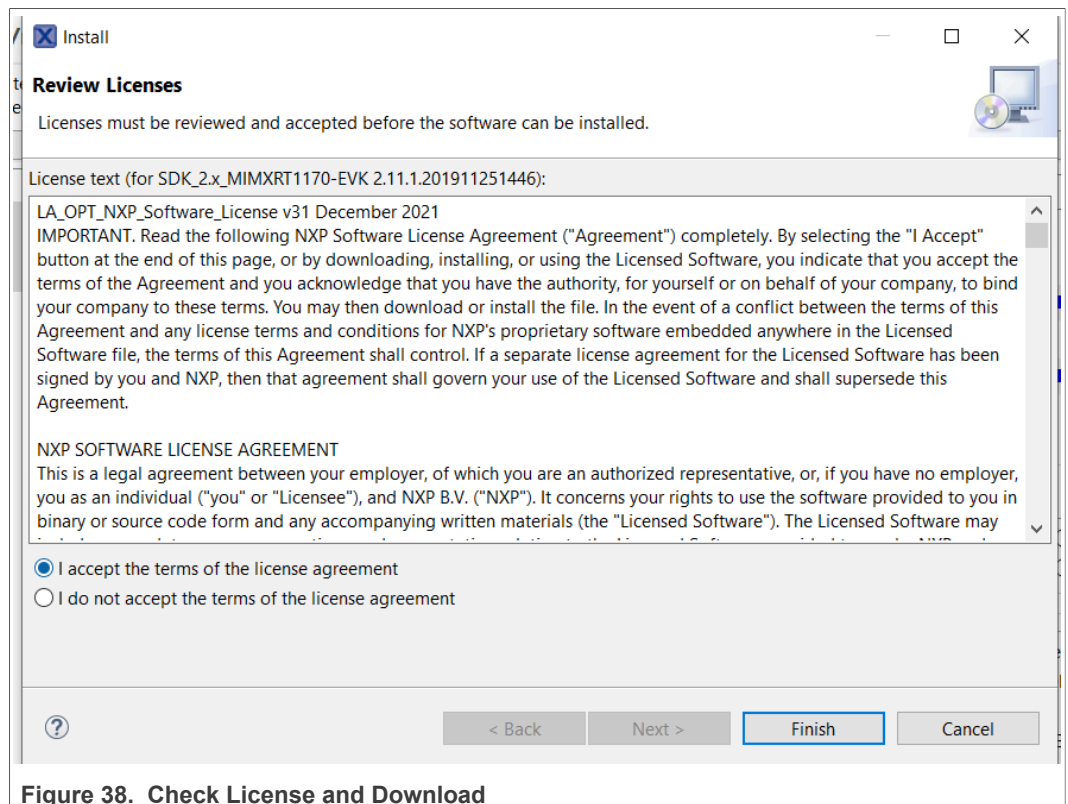 Install
Review Licenses
Licenses must be reviewed and accepted before the software can be installed.
License text (for SDK_2.x_MIMXRT1170-EVK 2.11.1.201911251446):
LA_OPT_NXP_Software_License v31 December 2021
IMPORTANT. Read the following NXP Software License Agreement ("Agreement") completely. By selecting the "I Accept"
button at the end of this page, or by downloading, installing, or using the Licensed Software, you indicate that you accept the
terms of the Agreement and you acknowledge that you have the authority, for yourself or on behalf of your company, to bind
your company to these terms. You may then download or install the file. In the event of a conflict between the terms of this
Agreement and any license terms and conditions for NXP's proprietary software embedded anywhere in the Licensed
Software file, the terms of this Agreement shall control. If a separate license agreement for the Licensed Software has been
signed by you and NXP, then that agreement shall govern your use of the Licensed Software and shall supersede this
Agreement.
NXP SOFTWARE LICENSE AGREEMENT
This is a legal agreement between your employer, of which you are an authorized representative, or, if you have no employer,
you as an individual ("you" or "Licensee"), and NXP B.V. ("NXP"). It concerns your rights to use the software provided to you in
binary or source code form and any accompanying written materials (the "Licensed Software"). The Licensed Software may
I accept the terms of the license agreement
I do not accept the terms of the license agreement
< Back Next > Finish Cancel
Figure 38. Check License and Download